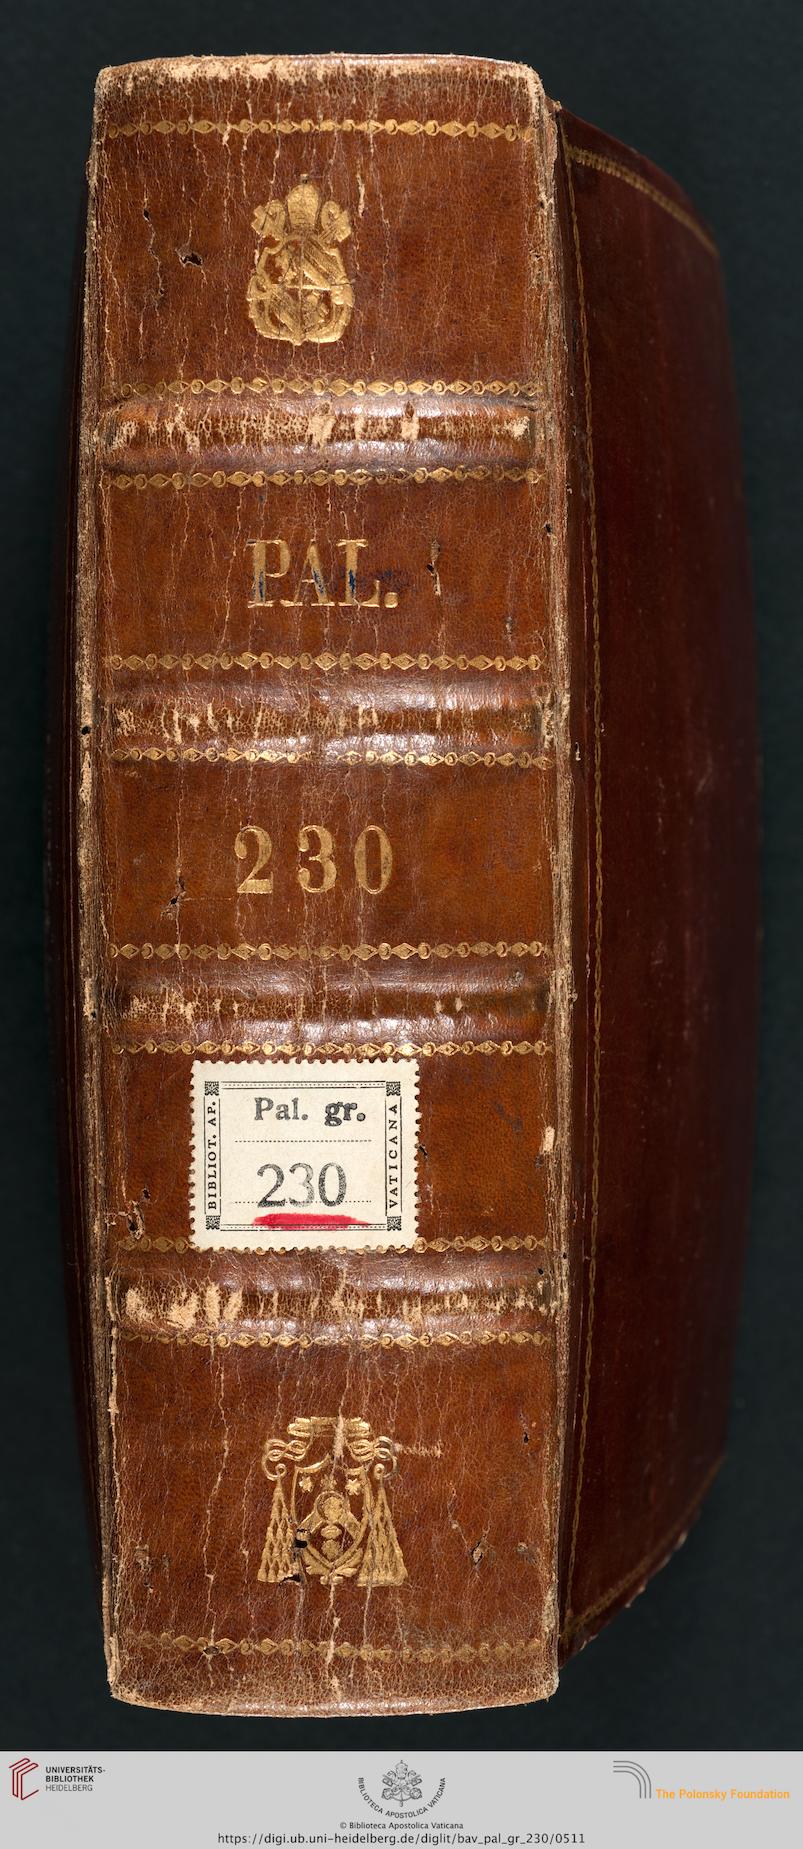 PAL.
230
BIBLIOT. AP.
Pal. gr.
230
VATICANA
UNIVERSITÄTS-
BIBLIOTHEK
HEIDELBERG
BIBLIOTECA APOSTOLICA VATICANA
The Polonsky Foundation
© Biblioteca Apostolica Vaticana
https://digi.ub.uni-heidelberg.de/diglit/bav_pal_gr_230/0511